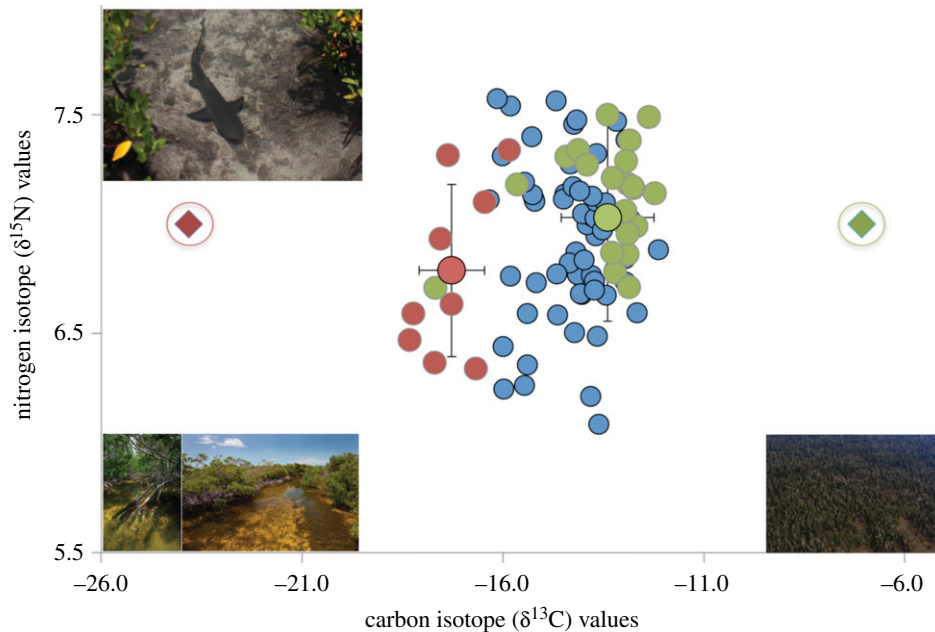 nitrogen isotope (δ¹⁵N) values
7.5
6.5
5.5
–26.0 –21.0 –16.0 –11.0 –6.0
carbon isotope (δ¹³C) values